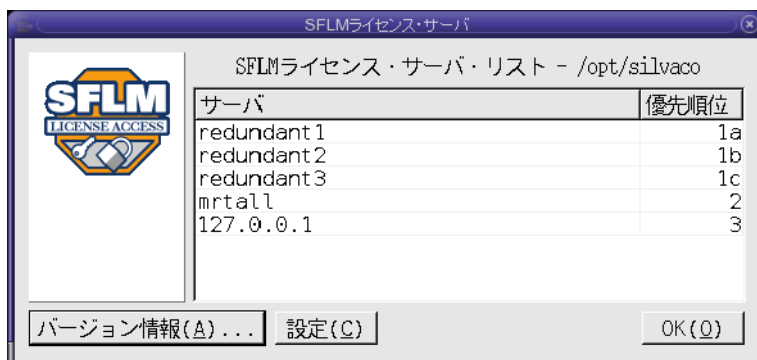 SFLMライセンス・サーバ
SFLMライセンス・サーバ・リスト - /opt/silvaco
SFLM
LICENSE ACCESS
サーバ 優先順位
redundant1 1a
redundant2 1b
redundant3 1c
mrtall 2
127.0.0.1 3
バージョン情報(A)... 設定(C) OK(O)